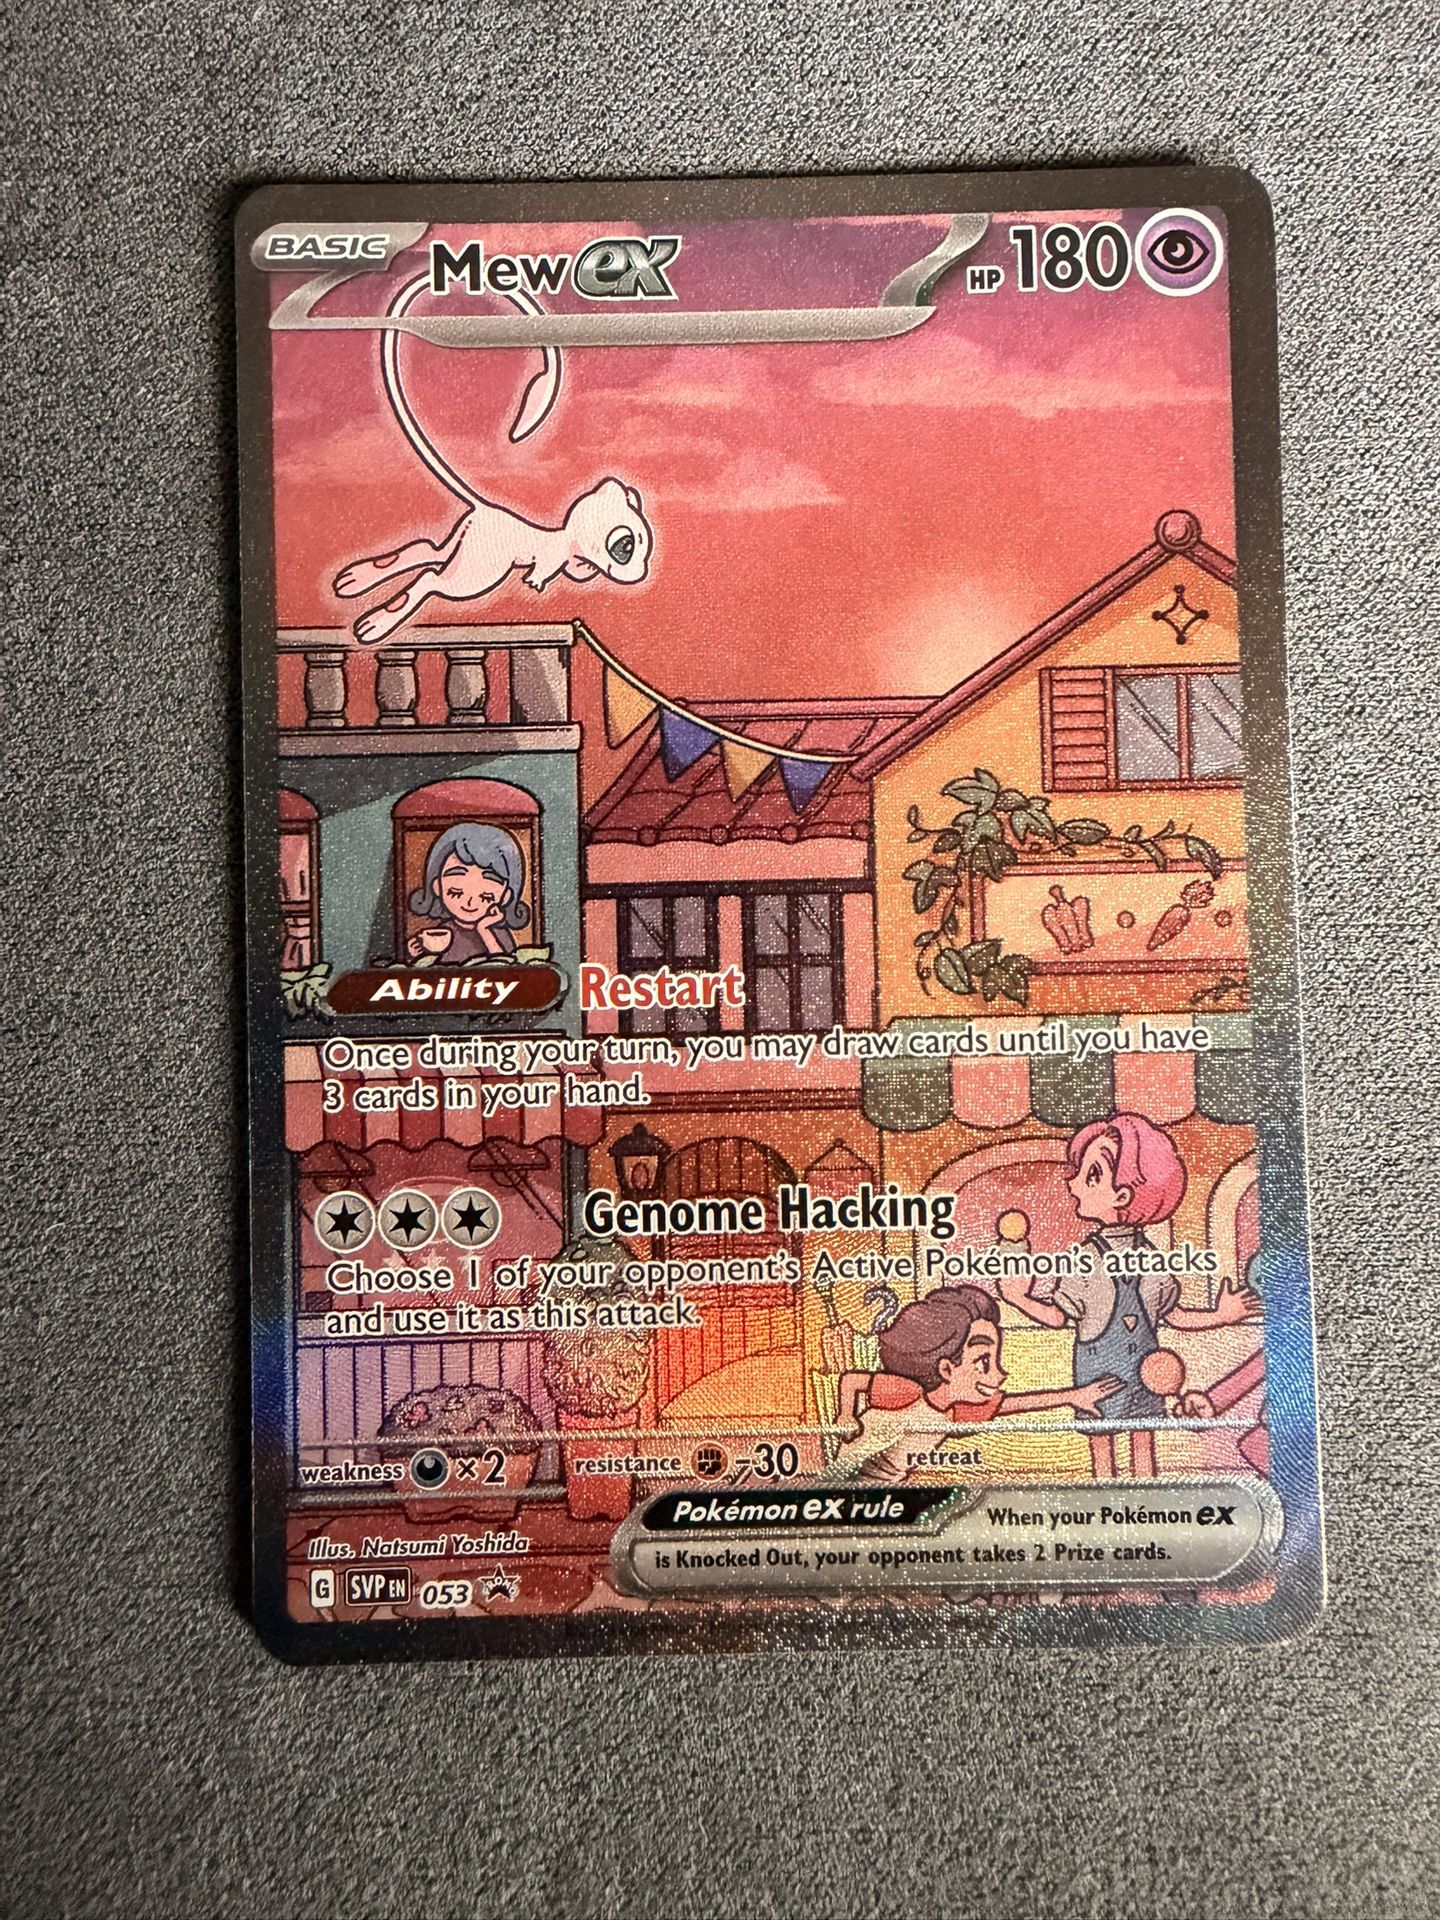 BASIC Mew ex HP 180
Ability Restart
Once during your turn, you may draw cards until you have
3 cards in your hand.
Genome Hacking
Choose 1 of your opponent's Active Pokémon's attacks
and use it as this attack.
weakness ×2 resistance -30 retreat
Pokémon ex rule When your Pokémon ex
is Knocked Out, your opponent takes 2 Prize cards.
Illus. Natsumi Yoshida
G SVP EN 053